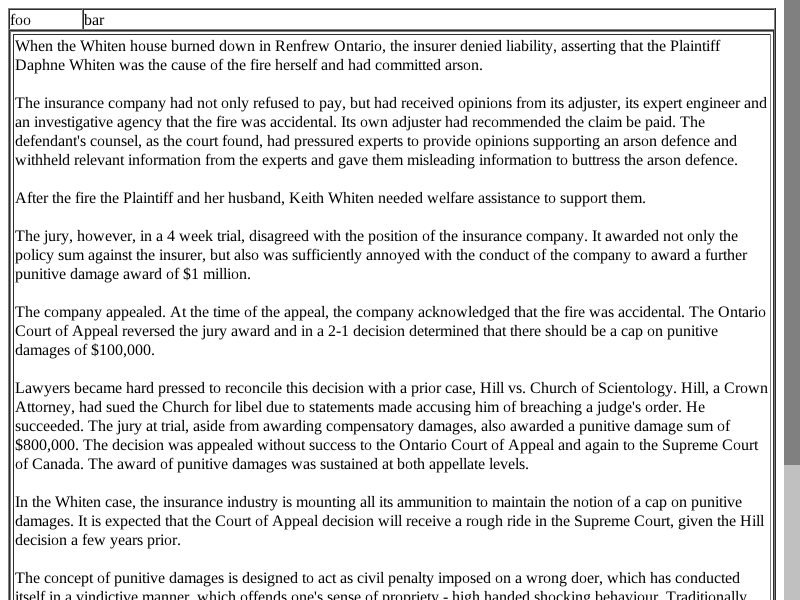 foo bar
When the Whiten house burned down in Renfrew Ontario, the insurer denied liability, asserting that the Plaintiff
Daphne Whiten was the cause of the fire herself and had committed arson.
The insurance company had not only refused to pay, but had received opinions from its adjuster, its expert engineer and
an investigative agency that the fire was accidental. Its own adjuster had recommended the claim be paid. The
defendant's counsel, as the court found, had pressured experts to provide opinions supporting an arson defence and
withheld relevant information from the experts and gave them misleading information to buttress the arson defence.
After the fire the Plaintiff and her husband, Keith Whiten needed welfare assistance to support them.
The jury, however, in a 4 week trial, disagreed with the position of the insurance company. It awarded not only the
policy sum against the insurer, but also was sufficiently annoyed with the conduct of the company to award a further
punitive damage award of $1 million.
The company appealed. At the time of the appeal, the company acknowledged that the fire was accidental. The Ontario
Court of Appeal reversed the jury award and in a 2-1 decision determined that there should be a cap on punitive
damages of $100,000.
Lawyers became hard pressed to reconcile this decision with a prior case, Hill vs. Church of Scientology. Hill, a Crown
Attorney, had sued the Church for libel due to statements made accusing him of breaching a judge's order. He
succeeded. The jury at trial, aside from awarding compensatory damages, also awarded a punitive damage sum of
$800,000. The decision was appealed without success to the Ontario Court of Appeal and again to the Supreme Court
of Canada. The award of punitive damages was sustained at both appellate levels.
In the Whiten case, the insurance industry is mounting all its ammunition to maintain the notion of a cap on punitive
damages. It is expected that the Court of Appeal decision will receive a rough ride in the Supreme Court, given the Hill
decision a few years prior.
The concept of punitive damages is designed to act as civil penalty imposed on a wrong doer, which has conducted
itself in a vindictive manner, which offends one's sense of propriety - high handed shocking behaviour. Traditionally